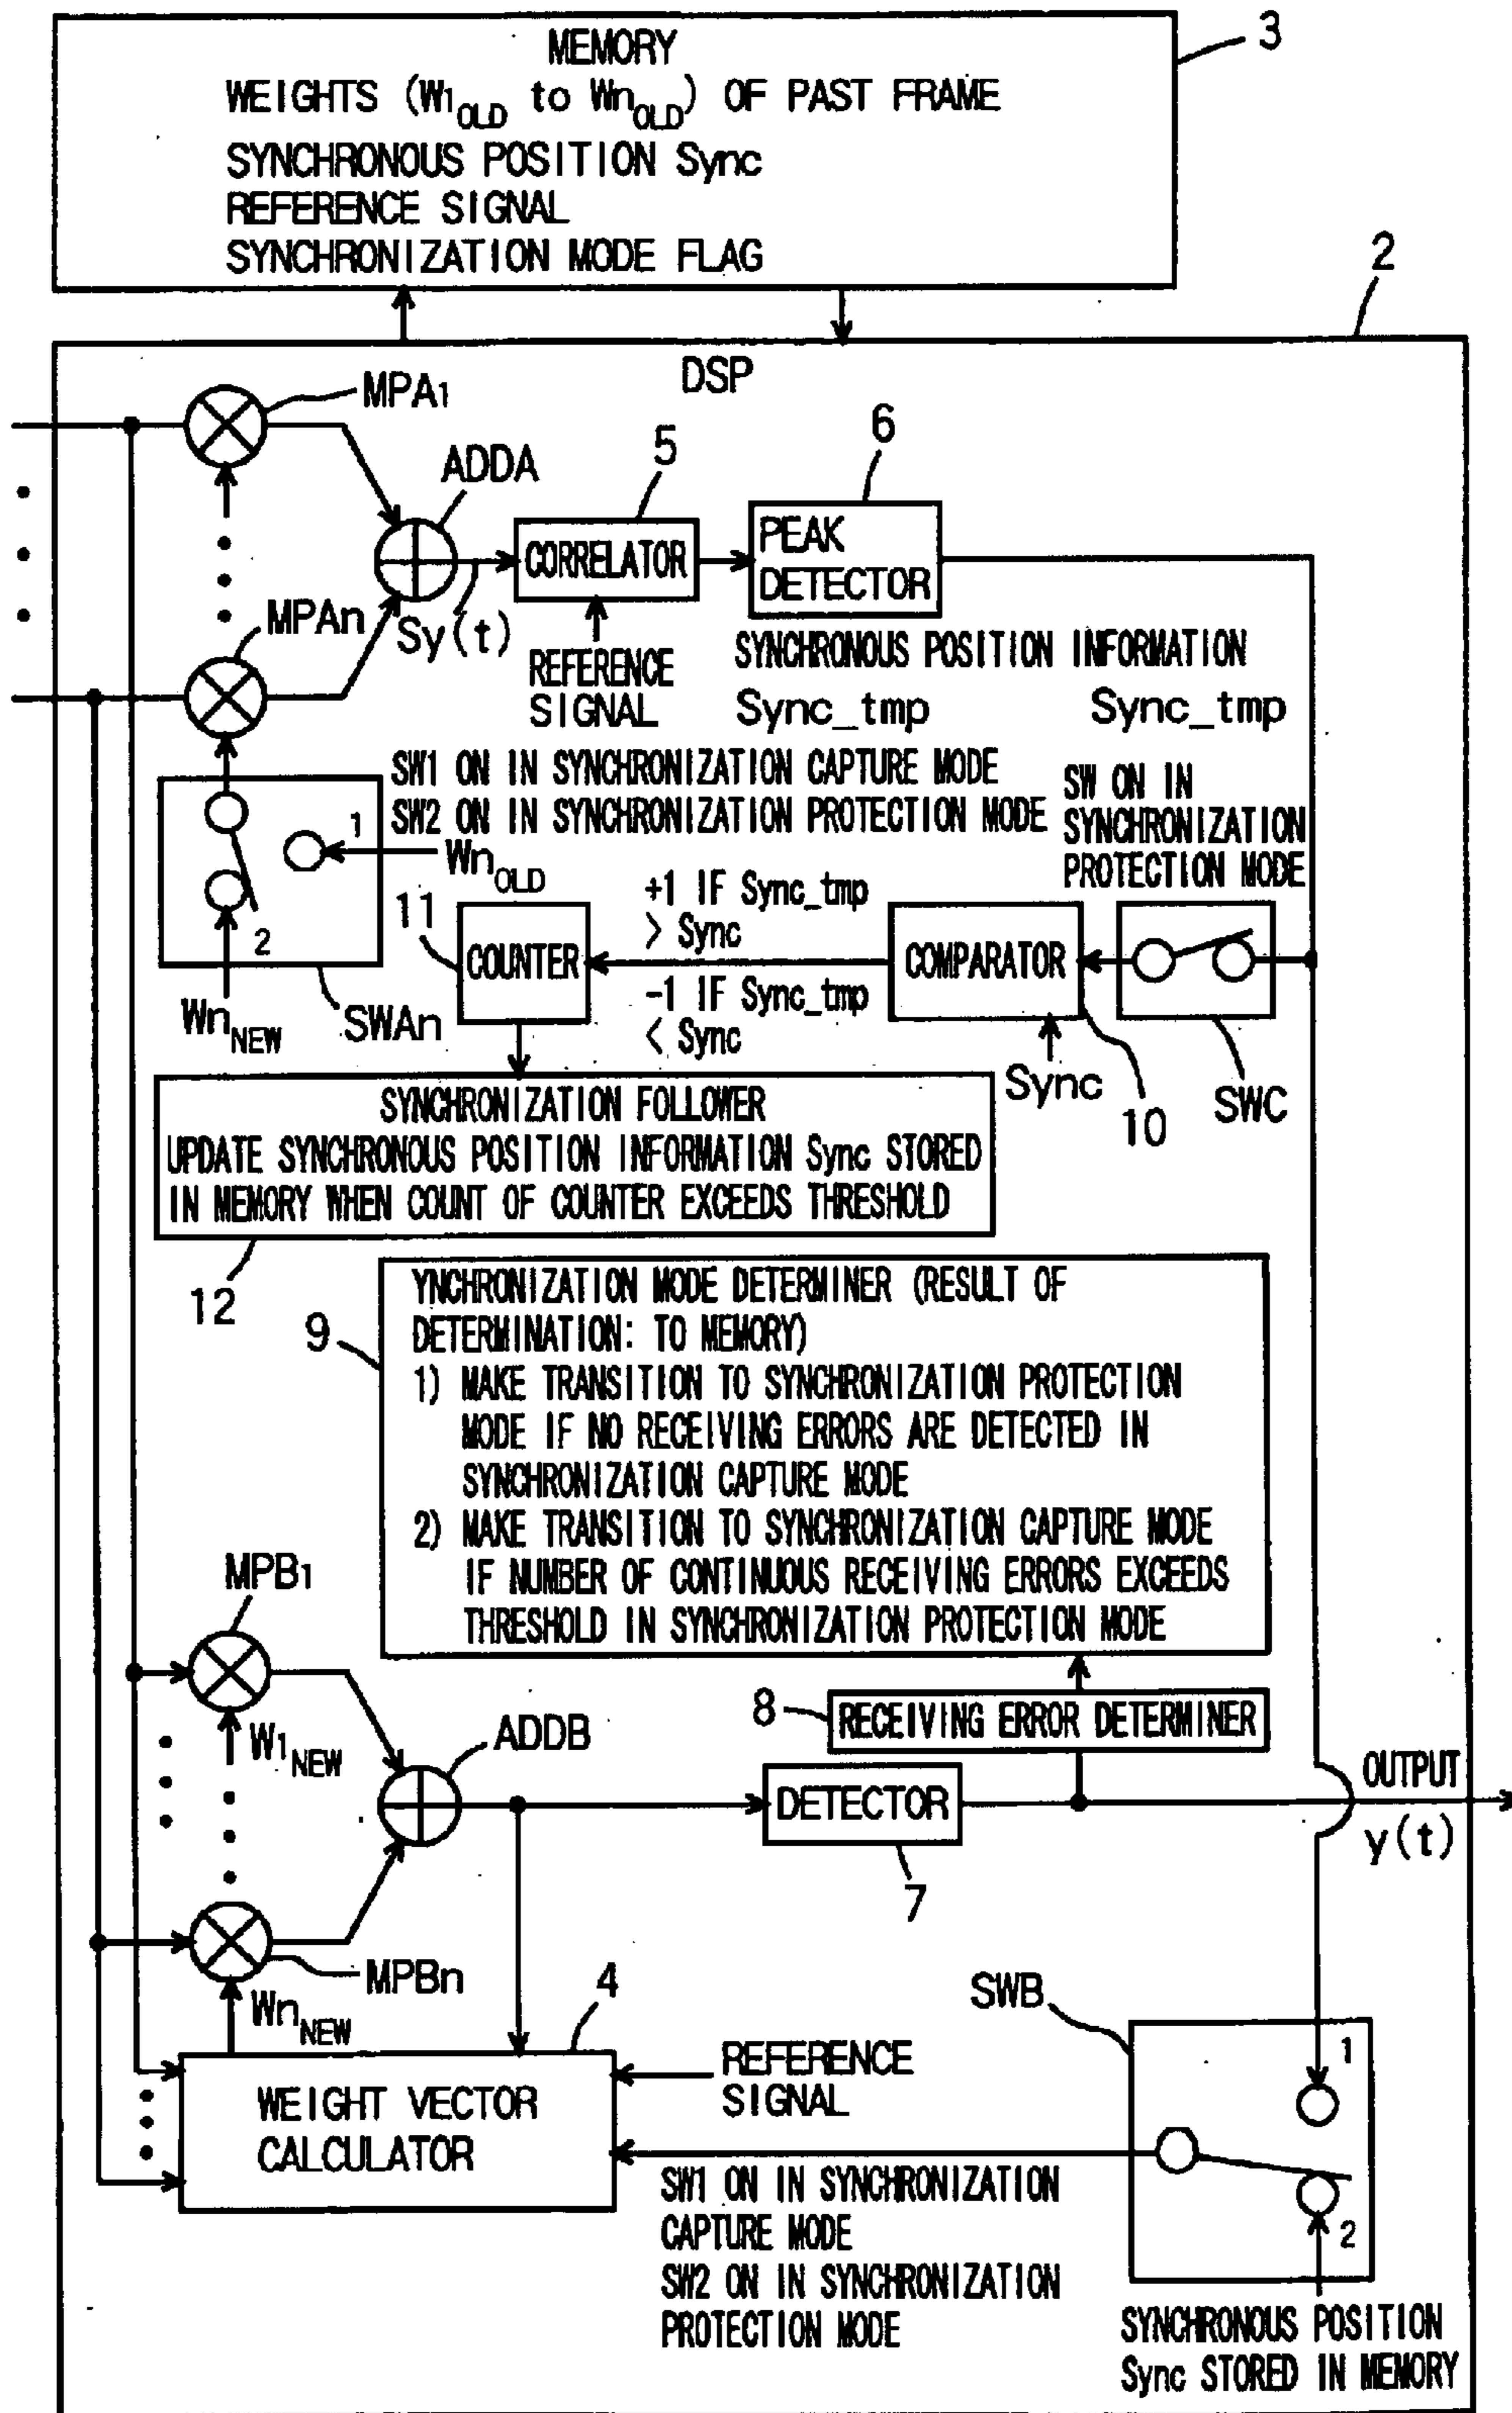 3
MEMORY
WEIGHTS (W1OLD to WnOLD) OF PAST FRAME
SYNCHRONOUS POSITION Sync
REFERENCE SIGNAL
SYNCHRONIZATION MODE FLAG
2
DSP
MPA1
ADDA
5
6
CORRELATOR
PEAK
DETECTOR
MPAn
Sy(t)
REFERENCE
SIGNAL
SYNCHRONOUS POSITION INFORMATION
Sync_tmp
Sync_tmp
SW1 ON IN SYNCHRONIZATION CAPTURE MODE
SW2 ON IN SYNCHRONIZATION PROTECTION MODE
SW ON IN
SYNCHRONIZATION
PROTECTION MODE
1
WnOLD
2
WnNEW
SWAn
11
COUNTER
+1 IF Sync_tmp
> Sync
-1 IF Sync_tmp
< Sync
COMPARATOR
Sync
10
SWC
SYNCHRONIZATION FOLLOWER
UPDATE SYNCHRONOUS POSITION INFORMATION Sync STORED
IN MEMORY WHEN COUNT OF COUNTER EXCEEDS THRESHOLD
12
9
YNCHRONIZATION MODE DETERMINER (RESULT OF
DETERMINATION: TO MEMORY)
1) MAKE TRANSITION TO SYNCHRONIZATION PROTECTION
MODE IF NO RECEIVING ERRORS ARE DETECTED IN
SYNCHRONIZATION CAPTURE MODE
2) MAKE TRANSITION TO SYNCHRONIZATION CAPTURE MODE
IF NUMBER OF CONTINUOUS RECEIVING ERRORS EXCEEDS
THRESHOLD IN SYNCHRONIZATION PROTECTION MODE
MPB1
W1NEW
ADDB
8
RECEIVING ERROR DETERMINER
DETECTOR
7
OUTPUT
y(t)
MPBn
WnNEW
4
WEIGHT VECTOR
CALCULATOR
REFERENCE
SIGNAL
SWB
1
2
SW1 ON IN SYNCHRONIZATION
CAPTURE MODE
SW2 ON IN SYNCHRONIZATION
PROTECTION MODE
SYNCHRONOUS POSITION
Sync STORED IN MEMORY